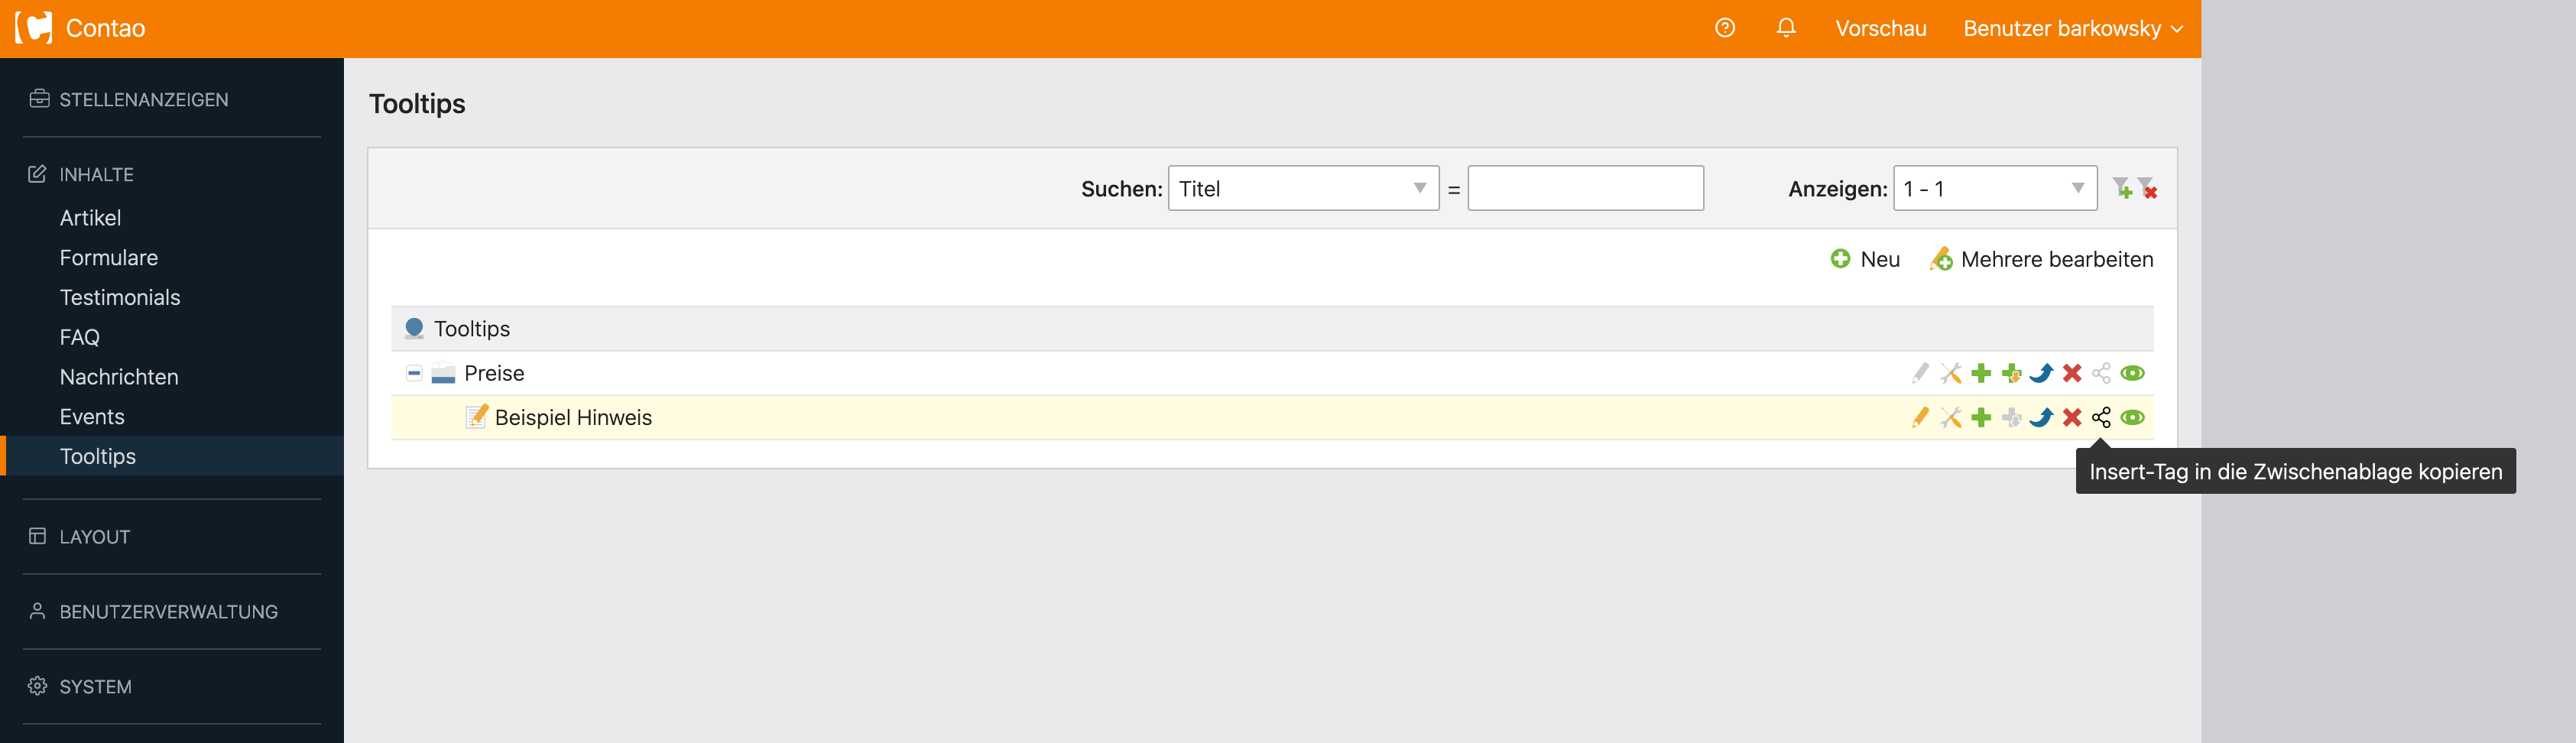 Contao
Vorschau
Benutzer barkowsky
STELLENANZEIGEN
INHALTE
Artikel
Formulare
Testimonials
FAQ
Nachrichten
Events
Tooltips
LAYOUT
BENUTZERVERWALTUNG
SYSTEM
Tooltips
Suchen: Titel =
Anzeigen: 1 - 1
Neu Mehrere bearbeiten
Tooltips
Preise
Beispiel Hinweis
Insert-Tag in die Zwischenablage kopieren